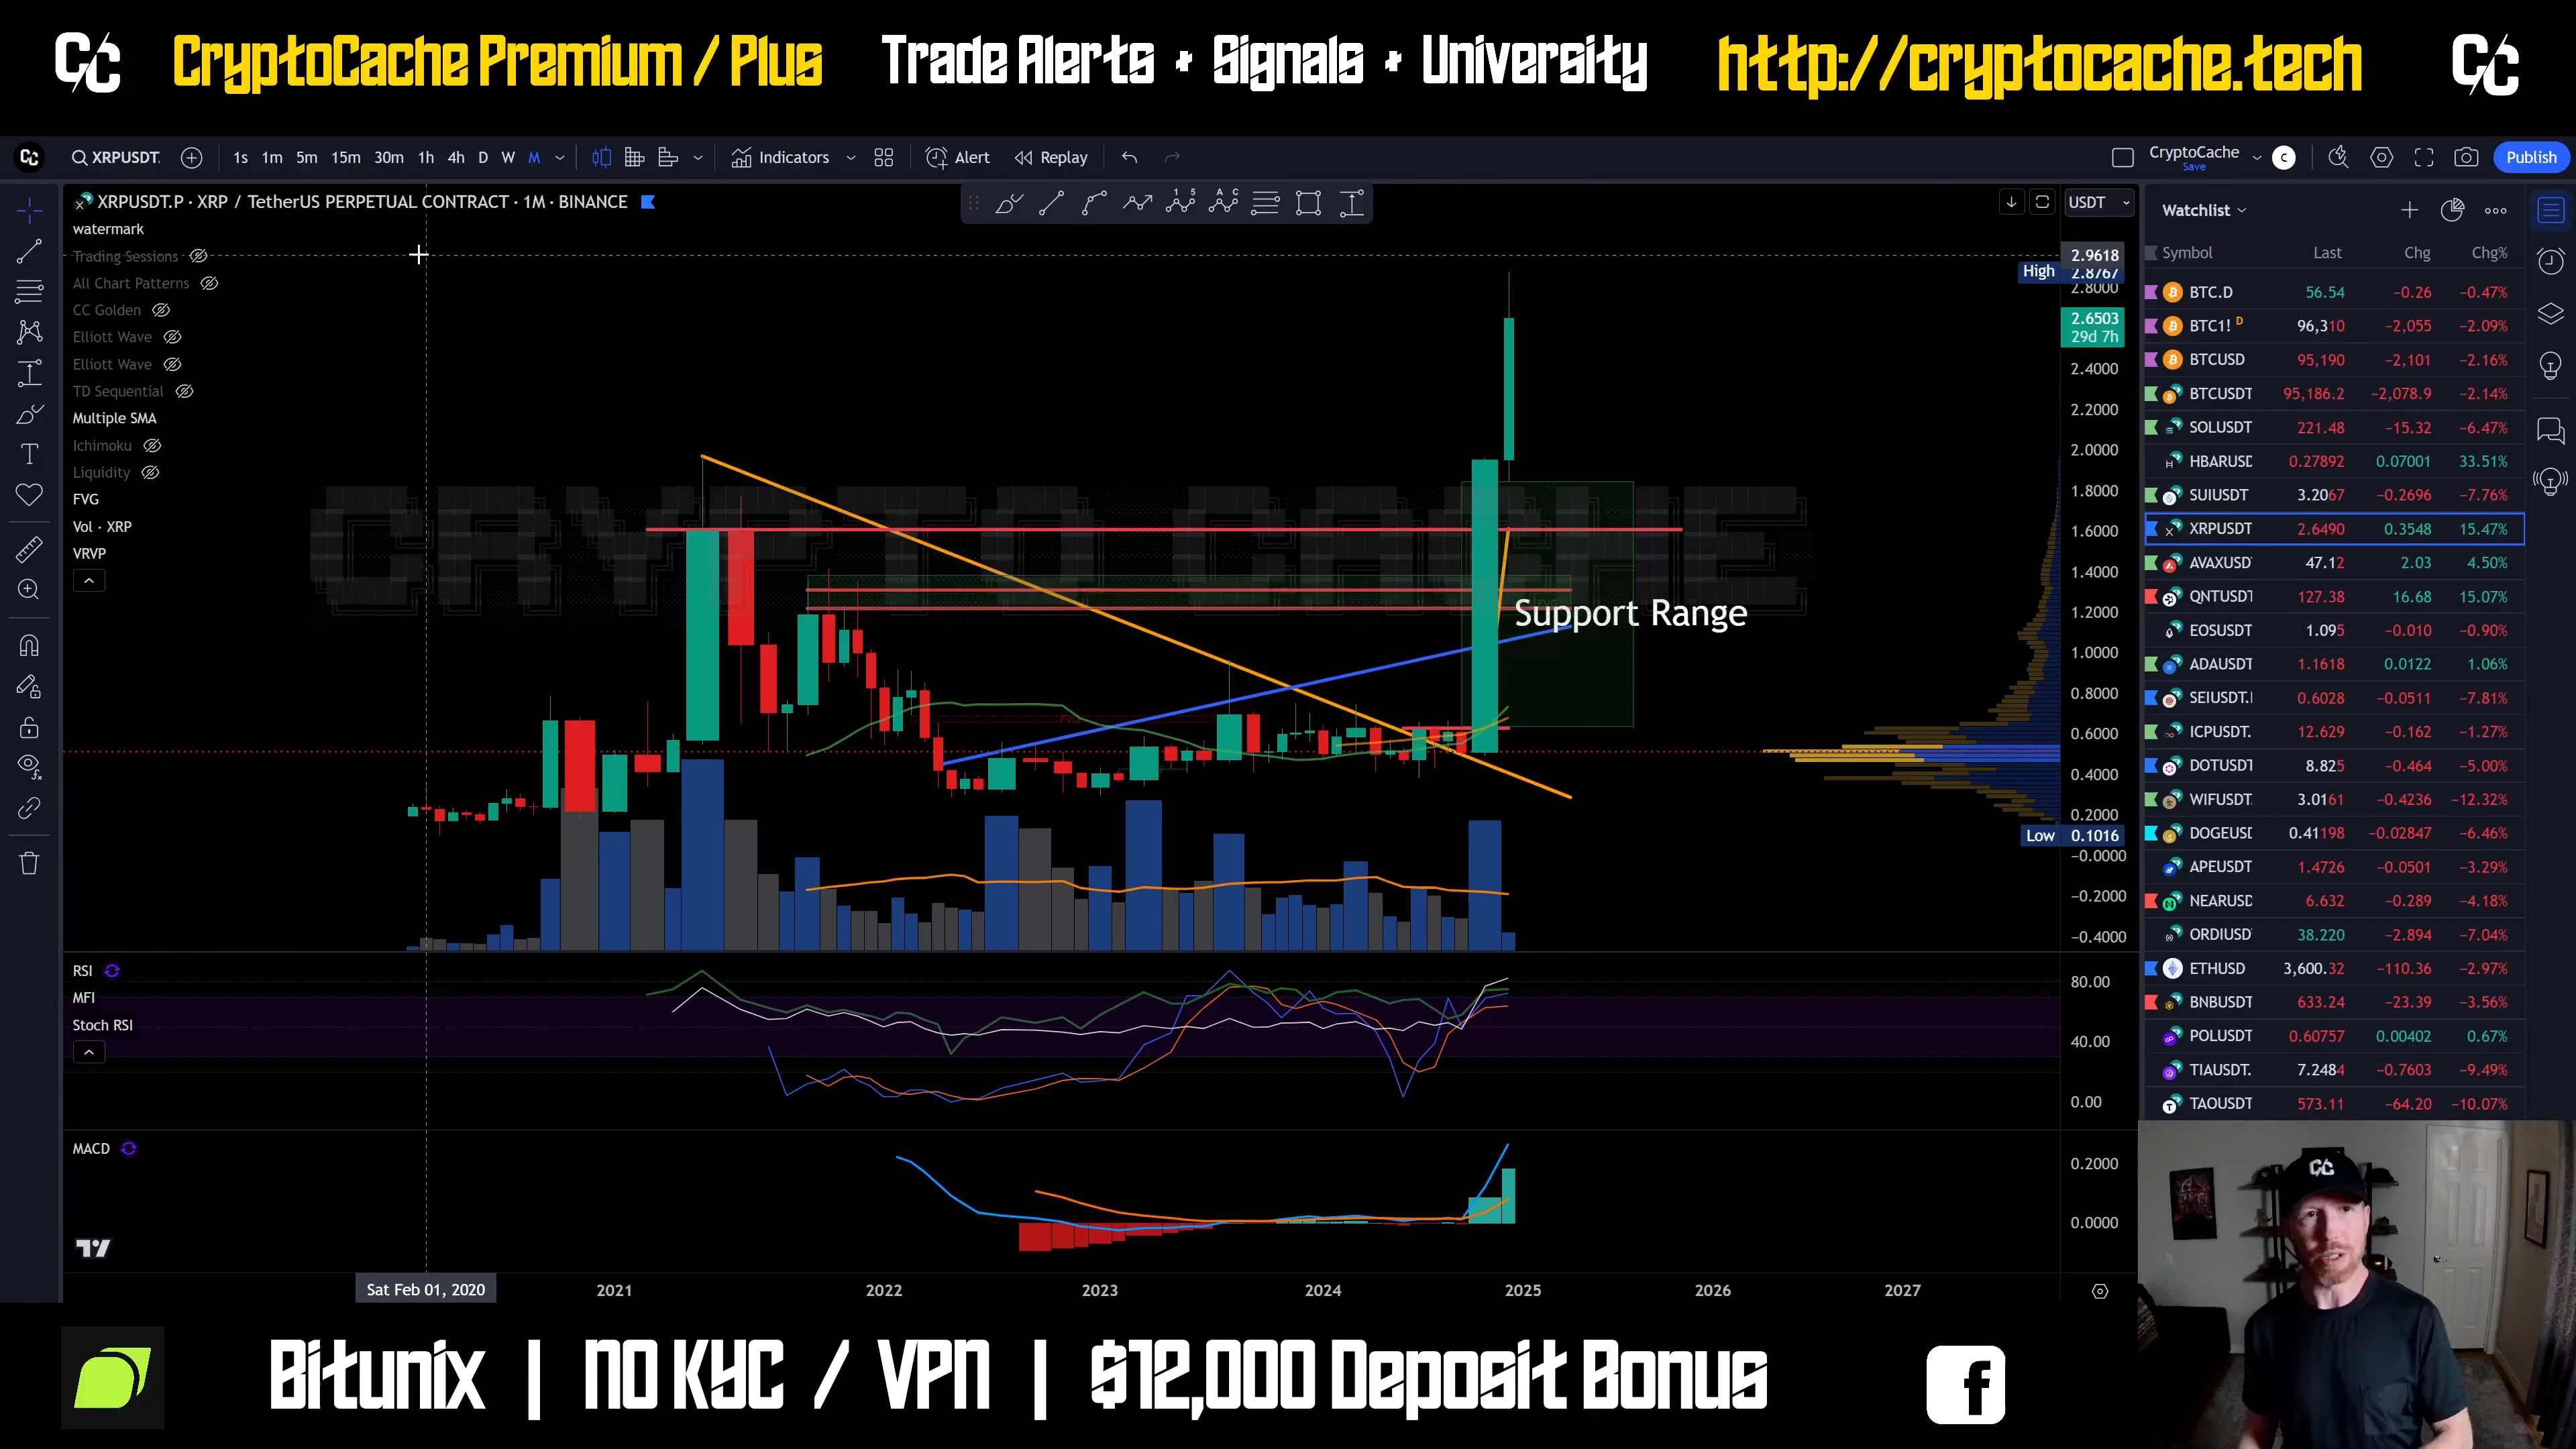 CC CryptoCache Premium / Plus Trade Alerts + Signals + University http://cryptocache.tech CC
CC XRPUSDT. 1s 1m 5m 15m 30m 1h 4h D W M Indicators Alert Replay CryptoCache Save C Publish
XRPUSDT.P · XRP / TetherUS PERPETUAL CONTRACT · 1M · BINANCE
USDT
watermark
Trading Sessions
All Chart Patterns
CC Golden
Elliott Wave
Elliott Wave
TD Sequential
Multiple SMA
Ichimoku
Liquidity
FVG
Vol · XRP
VRVP
CRYPTO CACHE
Support Range
2.9618
High 2.8767
2.8000
2.6503
29d 7h
2.4000
2.2000
2.0000
1.8000
1.6000
1.4000
1.2000
1.0000
0.8000
0.6000
0.4000
0.2000
Low 0.1016
−0.0000
−0.2000
−0.4000
RSI
MFI
Stoch RSI
80.00
40.00
0.00
MACD
0.2000
0.0000
Sat Feb 01, 2020 2021 2022 2023 2024 2025 2026 2027
Watchlist
Symbol Last Chg Chg%
BTC.D 56.54 −0.26 −0.47%
BTC1! D 96,310 −2,055 −2.09%
BTCUSD 95,190 −2,101 −2.16%
BTCUSDT 95,186.2 −2,078.9 −2.14%
SOLUSDT 221.48 −15.32 −6.47%
HBARUSD 0.27892 0.07001 33.51%
SUIUSDT 3.2067 −0.2696 −7.76%
XRPUSDT 2.6490 0.3548 15.47%
AVAXUSD 47.12 2.03 4.50%
QNTUSDT 127.38 16.68 15.07%
EOSUSDT 1.095 −0.010 −0.90%
ADAUSDT 1.1618 0.0122 1.06%
SEIUSDT.I 0.6028 −0.0511 −7.81%
ICPUSDT. 12.629 −0.162 −1.27%
DOTUSDT 8.825 −0.464 −5.00%
WIFUSDT. 3.0161 −0.4236 −12.32%
DOGEUSD 0.41198 −0.02847 −6.46%
APEUSDT 1.4726 −0.0501 −3.29%
NEARUSD 6.632 −0.289 −4.18%
ORDIUSD 38.220 −2.894 −7.04%
ETHUSD 3,600.32 −110.36 −2.97%
BNBUSDT 633.24 −23.39 −3.56%
POLUSDT 0.60757 0.00402 0.67%
TIAUSDT. 7.2484 −0.7603 −9.49%
TAOUSDT 573.11 −64.20 −10.07%
CC
Bitunix | NO KYC / VPN | $12,000 Deposit Bonus